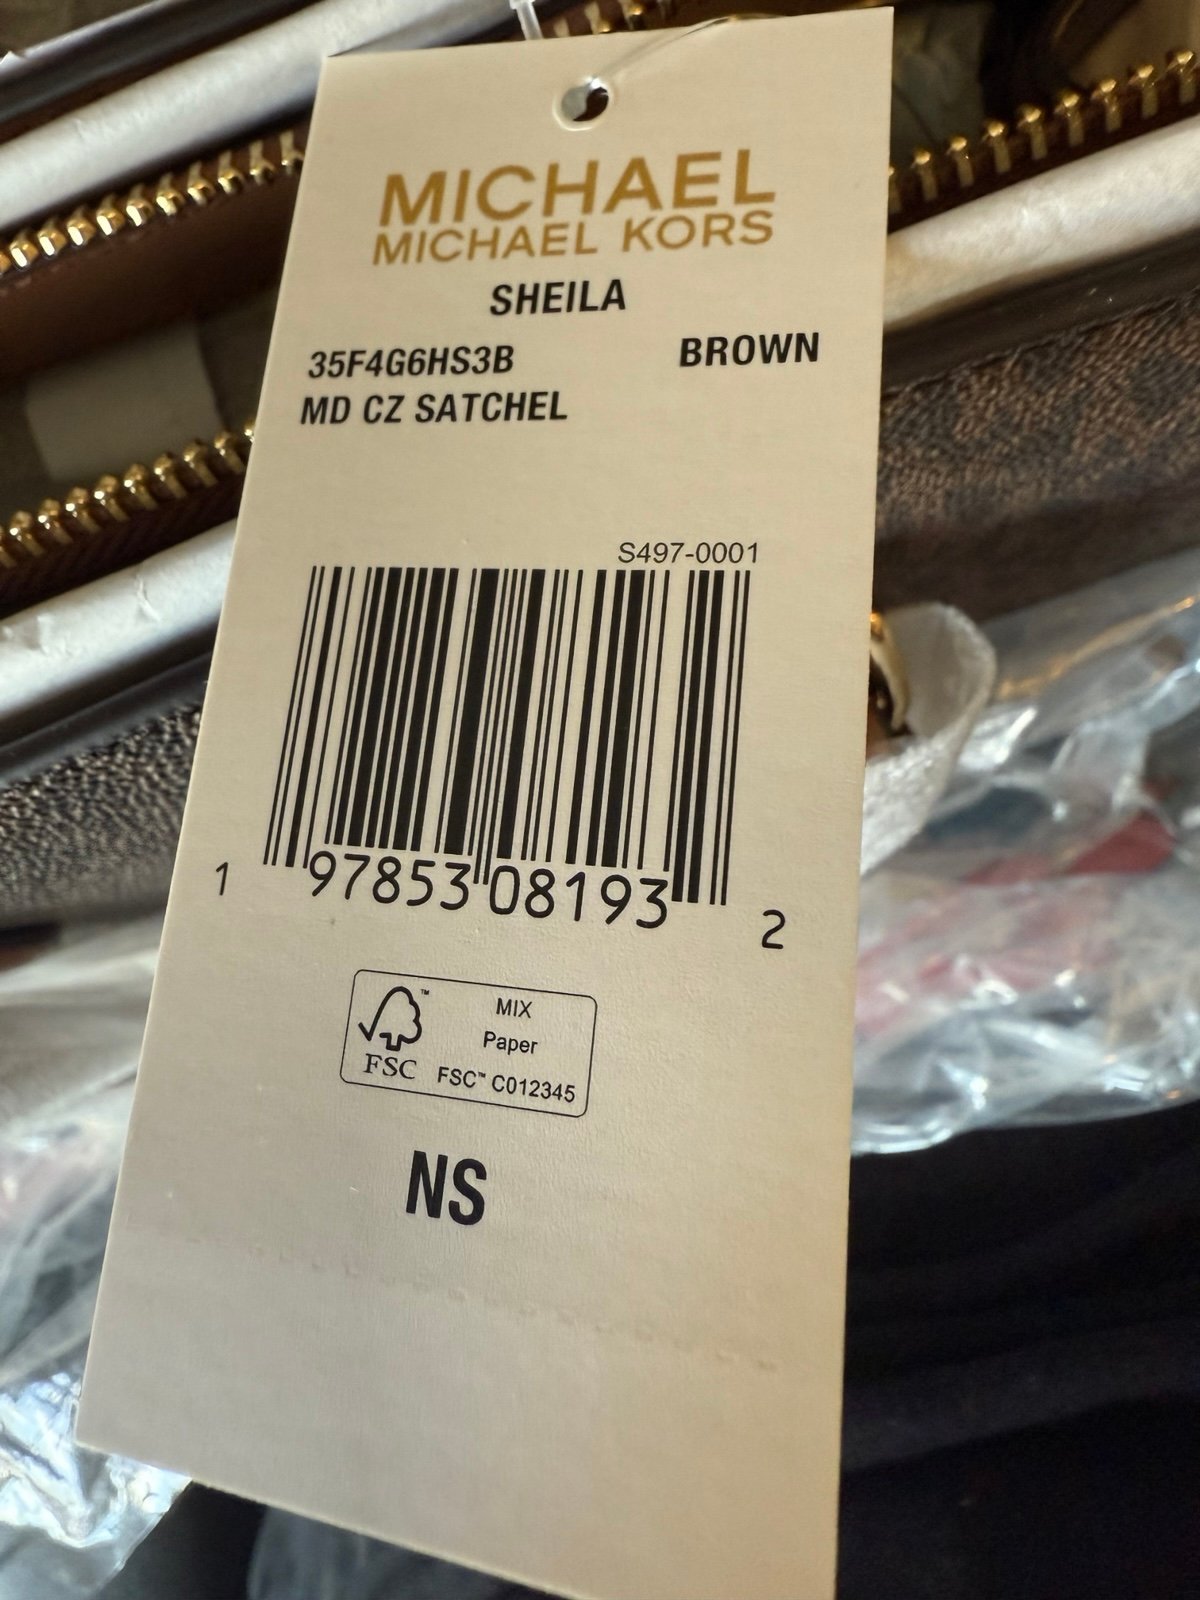 MICHAEL
MICHAEL KORS
SHEILA
35F4G6HS3B BROWN
MD CZ SATCHEL
S497-0001
1 97853 08193 2
FSC™ C012345
MIX
Paper
FSC
NS